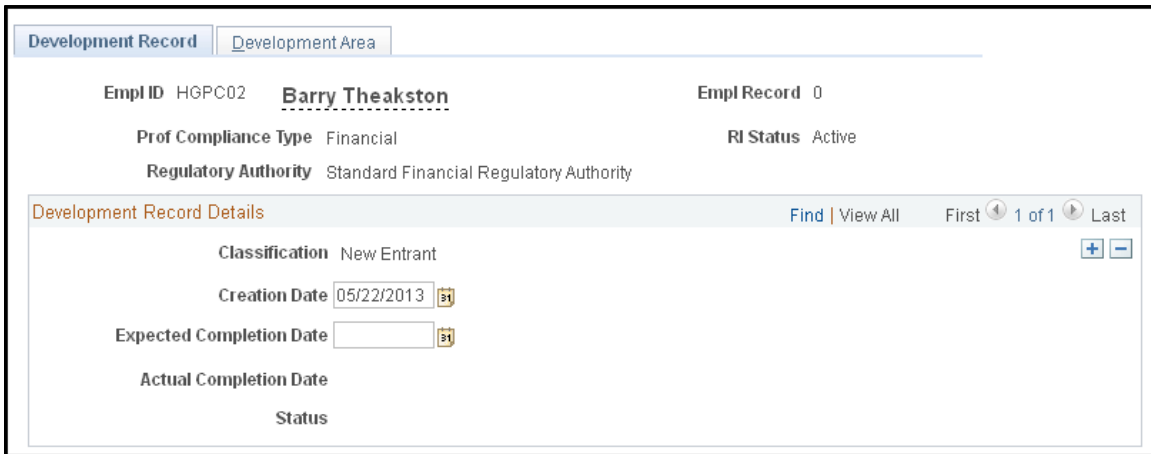 Development Record Development Area
Empl ID HGPC02 Barry Theakston Empl Record 0
Prof Compliance Type Financial RI Status Active
Regulatory Authority Standard Financial Regulatory Authority
Development Record Details Find | View All First 1 of 1 Last
Classification New Entrant
Creation Date 05/22/2013 31
Expected Completion Date 31
Actual Completion Date
Status